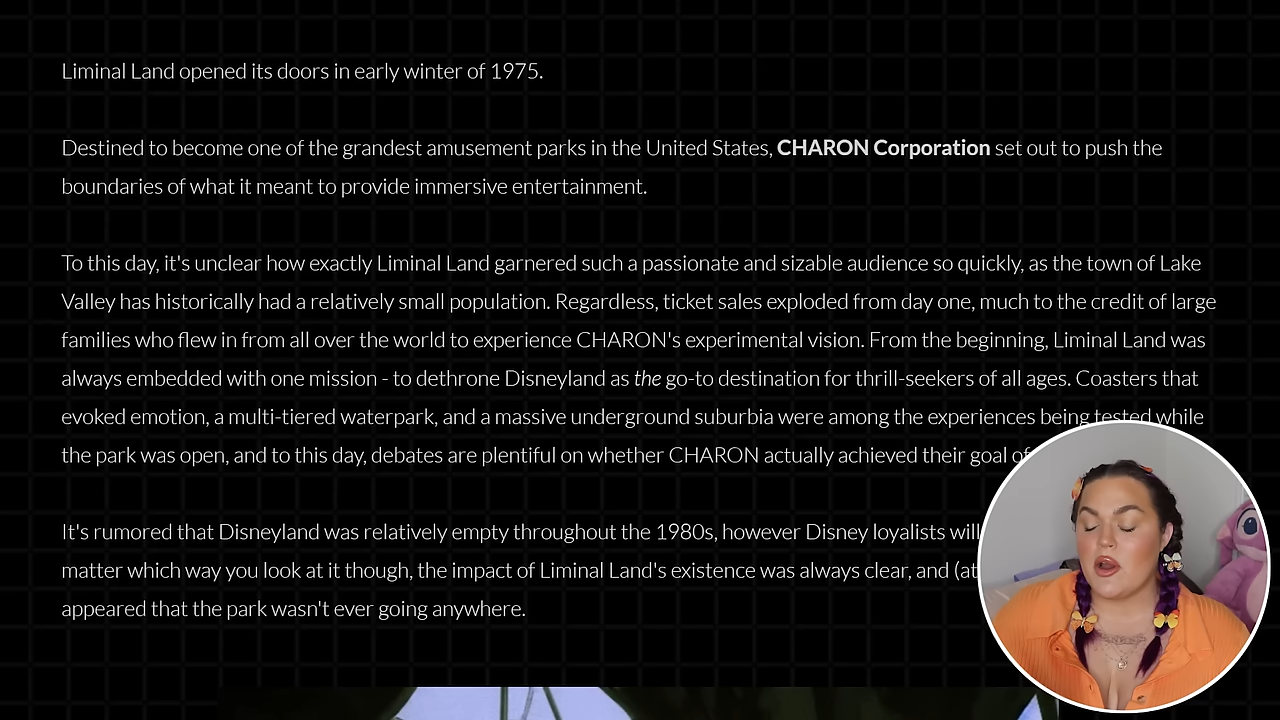 Liminal Land opened its doors in early winter of 1975.
Destined to become one of the grandest amusement parks in the United States, CHARON Corporation set out to push the
boundaries of what it meant to provide immersive entertainment.
To this day, it's unclear how exactly Liminal Land garnered such a passionate and sizable audience so quickly, as the town of Lake
Valley has historically had a relatively small population. Regardless, ticket sales exploded from day one, much to the credit of large
families who flew in from all over the world to experience CHARON's experimental vision. From the beginning, Liminal Land was
always embedded with one mission - to dethrone Disneyland as the go-to destination for thrill-seekers of all ages. Coasters that
evoked emotion, a multi-tiered waterpark, and a massive underground suburbia were among the experiences being tested while
the park was open, and to this day, debates are plentiful on whether CHARON actually achieved their goal of
It's rumored that Disneyland was relatively empty throughout the 1980s, however Disney loyalists will
matter which way you look at it though, the impact of Liminal Land's existence was always clear, and (at
appeared that the park wasn't ever going anywhere.